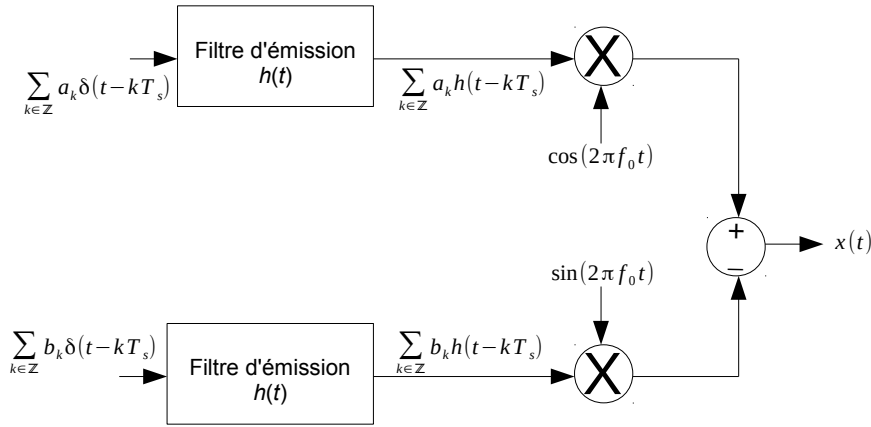 Filtre d'émission
h(t)
∑ a_k δ(t−kT_s)
k∈ℤ
∑ a_k h(t−kT_s)
k∈ℤ
X
cos(2πf_0 t)
+
−
x(t)
sin(2πf_0 t)
∑ b_k δ(t−kT_s)
k∈ℤ
Filtre d'émission
h(t)
∑ b_k h(t−kT_s)
k∈ℤ
X